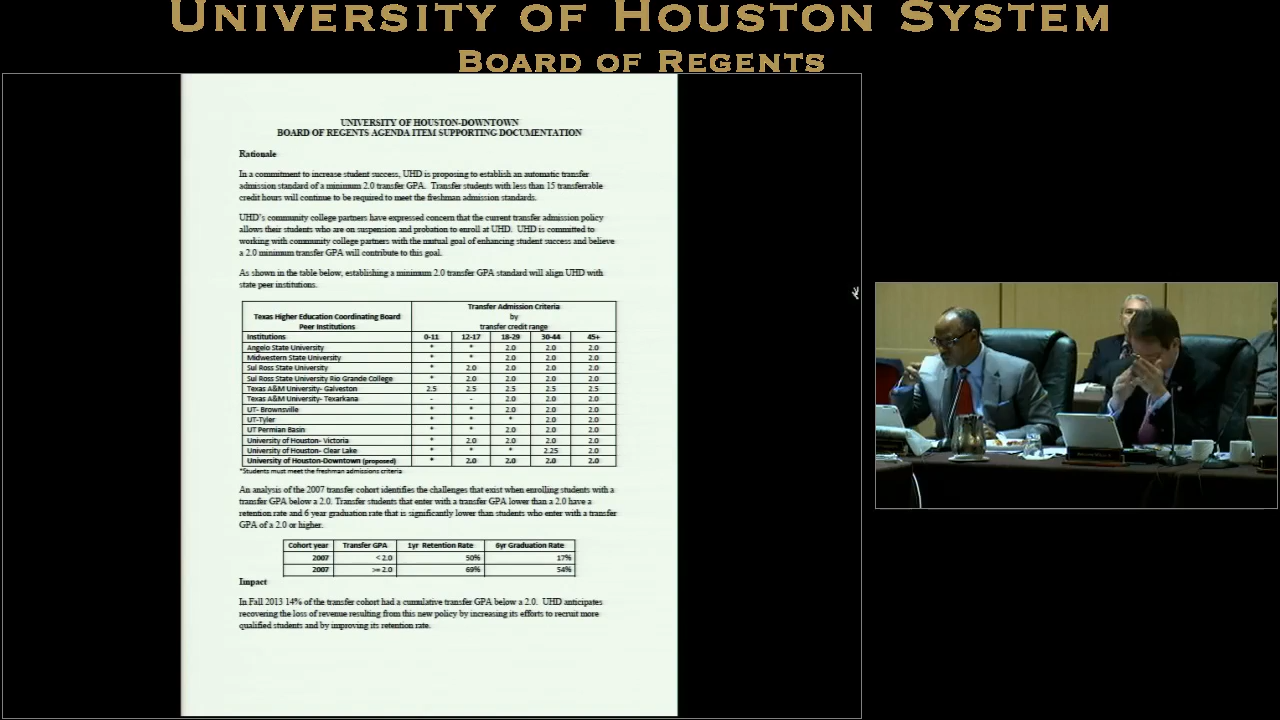 UNIVERSITY OF HOUSTON SYSTEM
BOARD OF REGENTS
UNIVERSITY OF HOUSTON-DOWNTOWN
BOARD OF REGENTS AGENDA ITEM SUPPORTING DOCUMENTATION
Rationale
In a commitment to increase student success, UHD is proposing to establish an automatic transfer
admission standard of a minimum 2.0 transfer GPA. Transfer students with less than 15 transferrable
credit hours will continue to be required to meet the freshman admission standards.
UHD's community college partners have expressed concern that the current transfer admission policy
allows their students who are on suspension and probation to enroll at UHD. UHD is committed to
working with community college partners with the mutual goal of enhancing student success and believe
a 2.0 minimum transfer GPA will contribute to this goal.
As shown in the table below, establishing a minimum 2.0 transfer GPA standard will align UHD with
state peer institutions.
Texas Higher Education Coordinating Board
Peer Institutions
Transfer Admission Criteria
by
transfer credit range
Institutions 0-11 12-17 18-29 30-44 45+
Angelo State University * * 2.0 2.0 2.0
Midwestern State University * * 2.0 2.0 2.0
Sul Ross State University * 2.0 2.0 2.0 2.0
Sul Ross State University Rio Grande College * 2.0 2.0 2.0 2.0
Texas A&M University- Galveston 2.5 2.5 2.5 2.5 2.5
Texas A&M University- Texarkana - - 2.0 2.0 2.0
UT- Brownsville * * 2.0 2.0 2.0
UT-Tyler * * * 2.0 2.0
UT Permian Basin * * 2.0 2.0 2.0
University of Houston- Victoria * 2.0 2.0 2.0 2.0
University of Houston- Clear Lake * * * 2.25 2.0
University of Houston-Downtown (proposed) * 2.0 2.0 2.0 2.0
*Students must meet the freshman admissions criteria
An analysis of the 2007 transfer cohort identifies the challenges that exist when enrolling students with a
transfer GPA below a 2.0. Transfer students that enter with a transfer GPA lower than a 2.0 have a
retention rate and 6 year graduation rate that is significantly lower than students who enter with a transfer
GPA of a 2.0 or higher.
Cohort year Transfer GPA 1yr Retention Rate 6yr Graduation Rate
2007 < 2.0 50% 17%
2007 >= 2.0 69% 54%
Impact
In Fall 2013 14% of the transfer cohort had a cumulative transfer GPA below a 2.0. UHD anticipates
recovering the loss of revenue resulting from this new policy by increasing its efforts to recruit more
qualified students and by improving its retention rate.